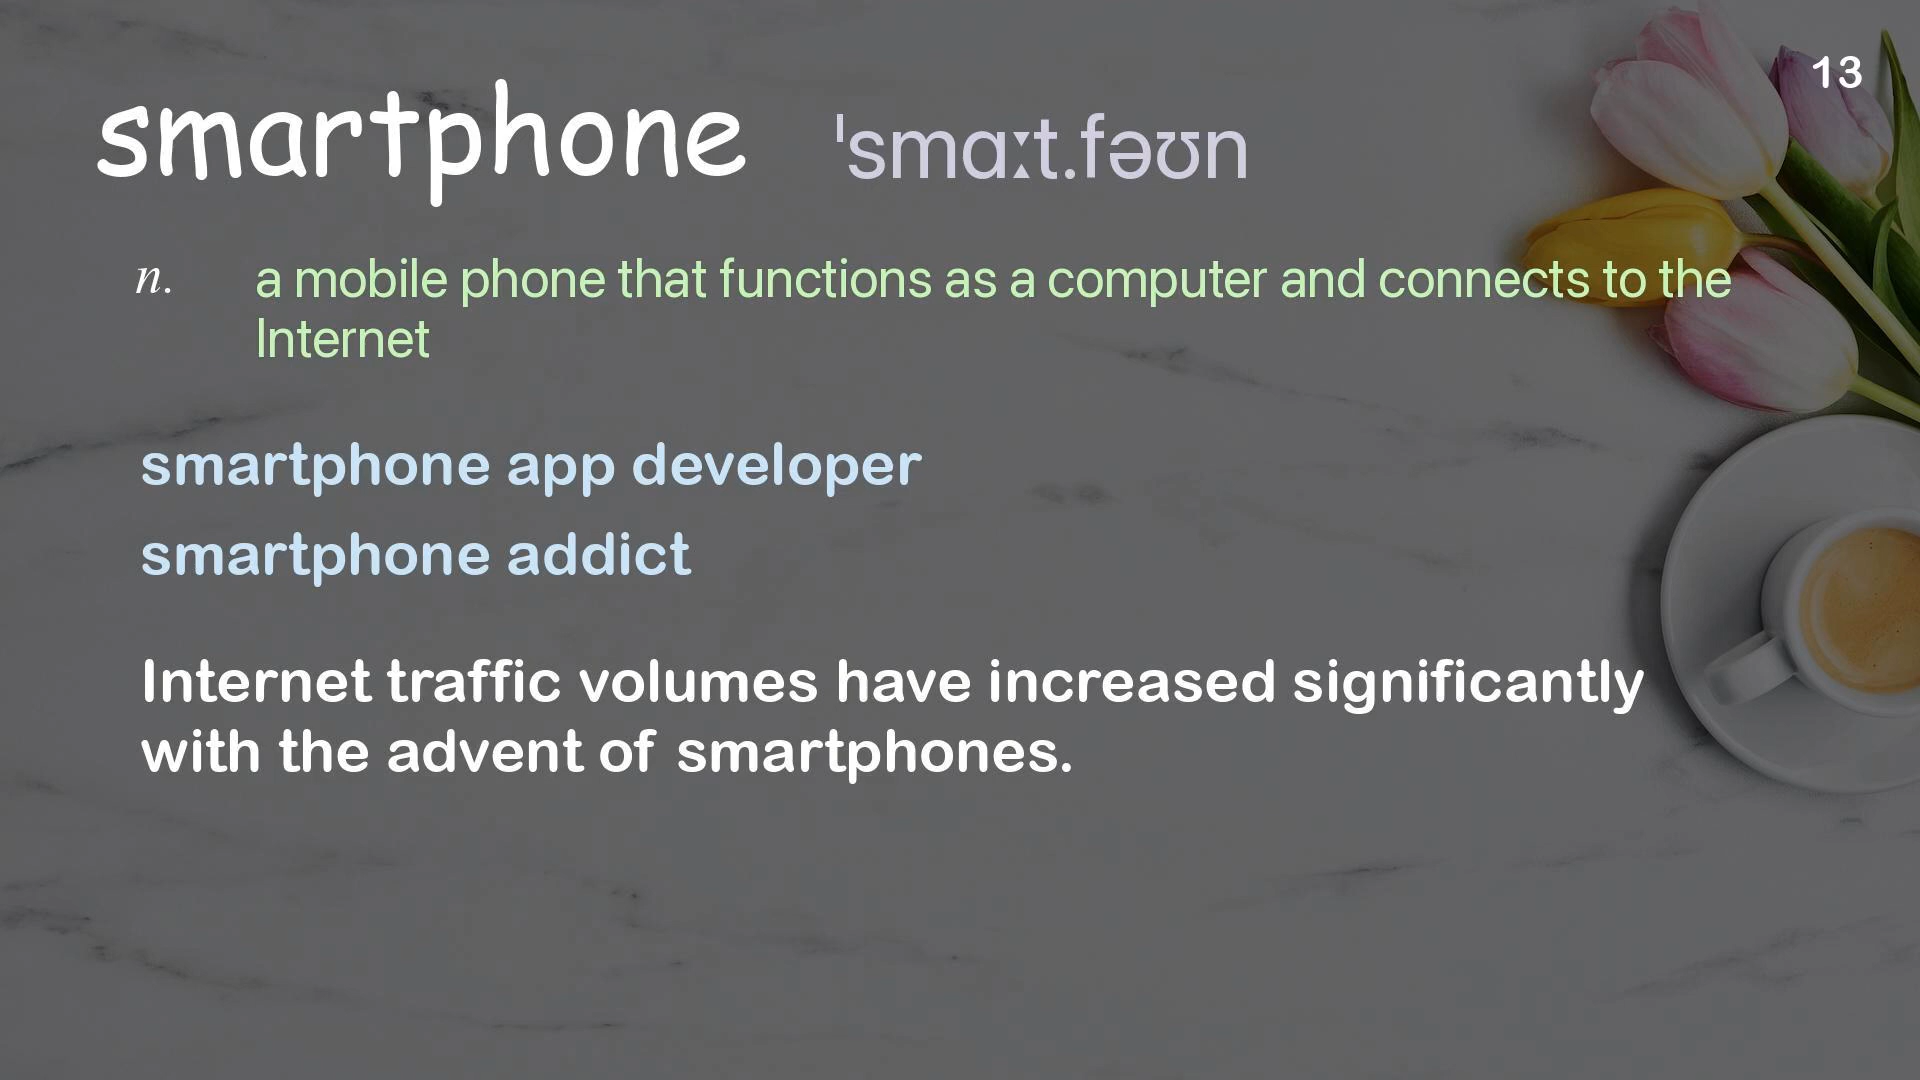 13
smartphone ˈsmɑːt.fəʊn
n. a mobile phone that functions as a computer and connects to the
Internet
smartphone app developer
smartphone addict
Internet traffic volumes have increased significantly
with the advent of smartphones.